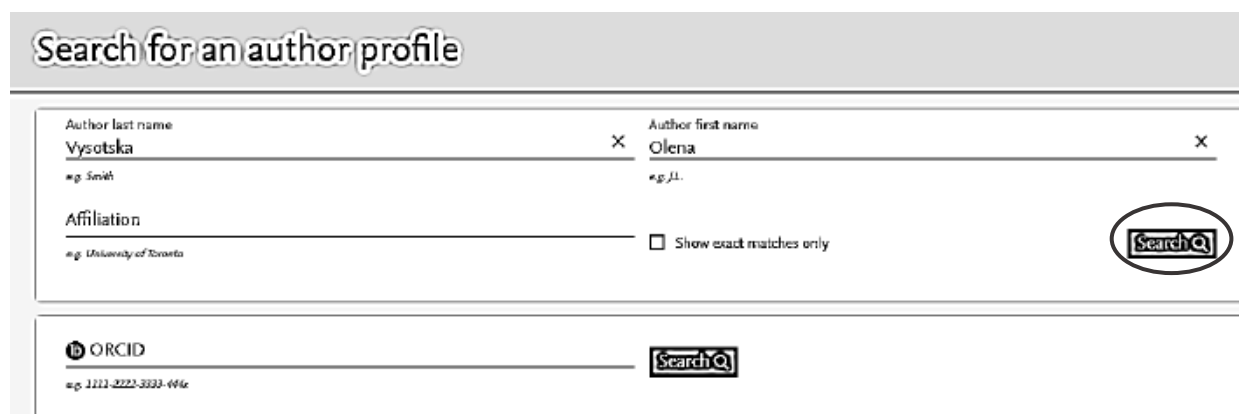 Search for an author profile
Author last name
Vysotska
e.g. Smith
Author first name
Olena
e.g. J.L.
Affiliation
e.g. University of Toronto
Show exact matches only
Search
ORCID
e.g. 1111-2222-3333-444x
Search